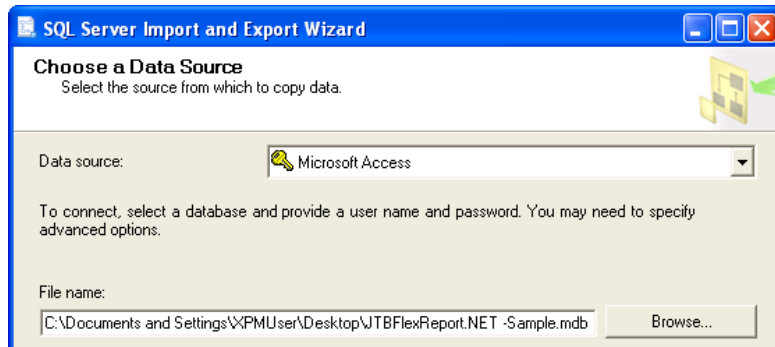 SQL Server Import and Export Wizard
Choose a Data Source
Select the source from which to copy data.
Data source:
Microsoft Access
To connect, select a database and provide a user name and password. You may need to specify
advanced options.
File name:
C:\Documents and Settings\XPMUser\Desktop\JTBFlexReport.NET -Sample.mdb
Browse...